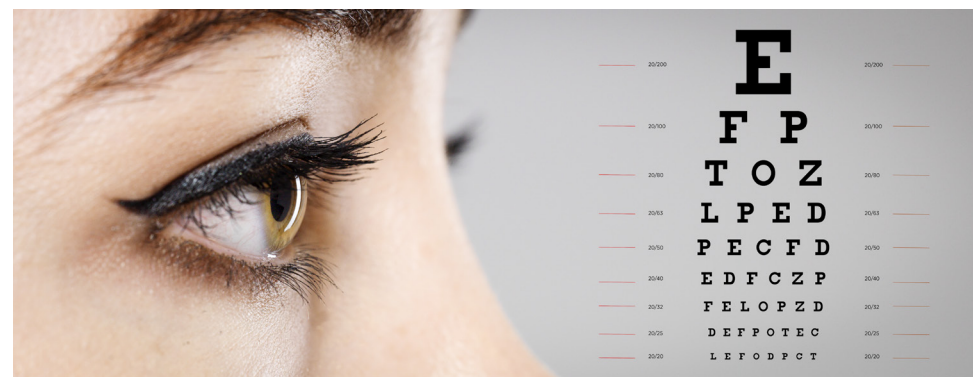 20/200 E 20/200
20/100 F P 20/100
20/80 T O Z 20/80
20/63 L P E D 20/63
20/50 P E C F D 20/50
20/40 E D F C Z P 20/40
20/32 F E L O P Z D 20/32
20/25 D E F P O T E C 20/25
20/20 L E F O D P C T 20/20